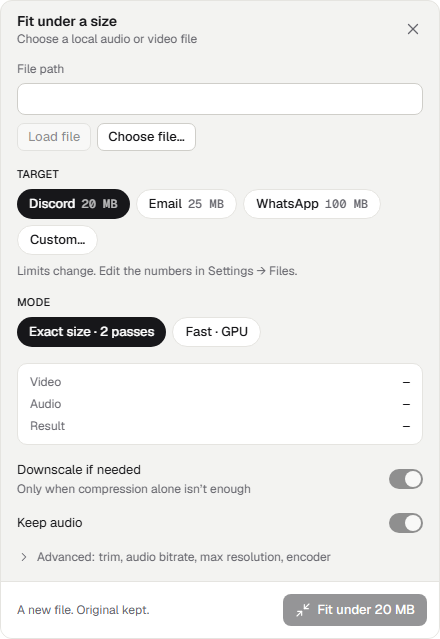 Fit under a size
Choose a local audio or video file
File path
Load file
Choose file...
TARGET
Discord 20 MB
Email 25 MB
WhatsApp 100 MB
Custom...
Limits change. Edit the numbers in Settings → Files.
MODE
Exact size · 2 passes
Fast · GPU
Video –
Audio –
Result –
Downscale if needed
Only when compression alone isn’t enough
Keep audio
Advanced: trim, audio bitrate, max resolution, encoder
A new file. Original kept.
Fit under 20 MB